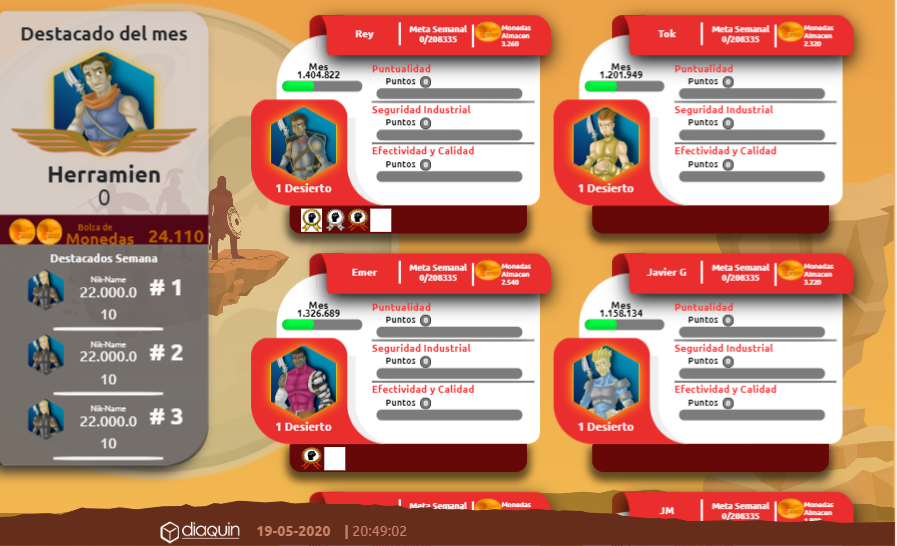 Destacado del mes
Herramien
0
Bolsa de
Monedas 24.110
Destacados Semana
Nik-Name
22.000.0 # 1
10
Nik-Name
22.000.0 # 2
10
Nik-Name
22.000.0 # 3
10
Rey
Meta Semanal
0/208335
Monedas
Almacen
3.260
Mes
1.404.822
Puntualidad
Puntos 0
Seguridad Industrial
Puntos 0
Efectividad y Calidad
Puntos 0
1 Desierto
Tok
Meta Semanal
0/208335
Monedas
Almacen
2.320
Mes
1.201.949
Puntualidad
Puntos 0
Seguridad Industrial
Puntos 0
Efectividad y Calidad
Puntos 0
1 Desierto
Emer
Meta Semanal
0/208335
Monedas
Almacen
2.540
Mes
1.326.689
Puntualidad
Puntos 0
Seguridad Industrial
Puntos 0
Efectividad y Calidad
Puntos 0
1 Desierto
Javier G
Meta Semanal
0/208335
Monedas
Almacen
3.220
Mes
1.158.134
Puntualidad
Puntos 0
Seguridad Industrial
Puntos 0
Efectividad y Calidad
Puntos 0
1 Desierto
Meta Semanal
0/208335
Monedas
Almacen
JM
Meta Semanal
0/208335
Monedas
Almacen
diaquin 19-05-2020 | 20:49:02